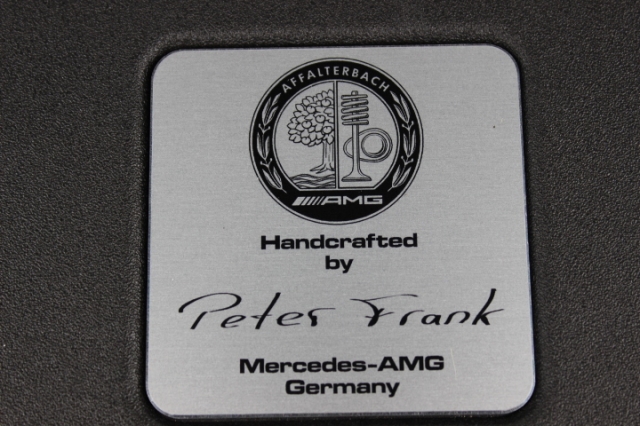 AFFALTERBACH
AMG
Handcrafted
by
Peter Frank
Mercedes-AMG
Germany